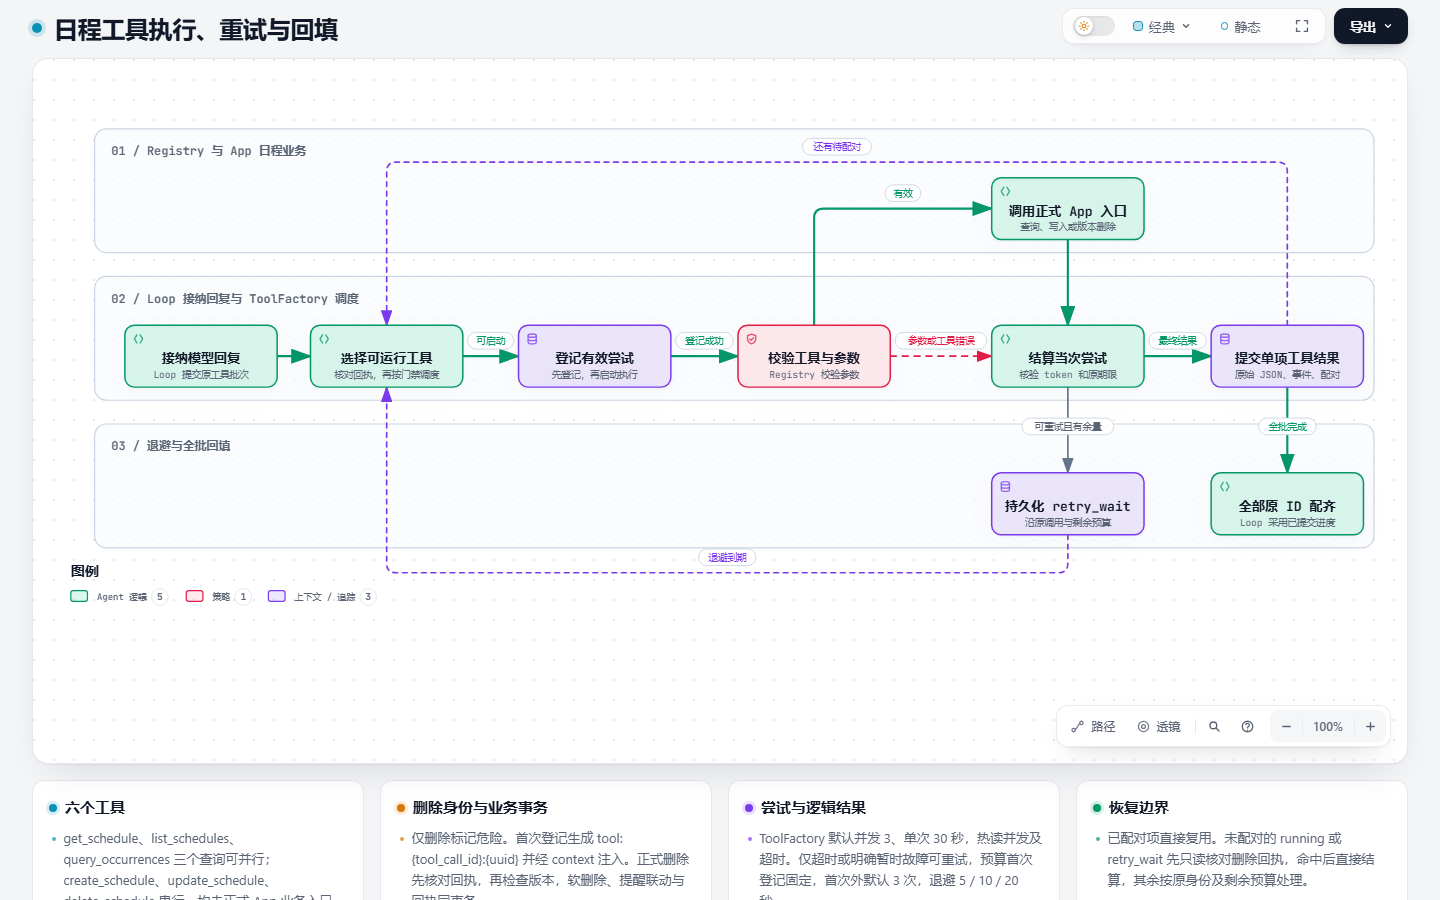 日程工具执行、重试与回填
经典
静态
导出
01 / Registry 与 App 日程业务
还有待配对
有效
调用正式 App 入口
查询、写入或版本删除
02 / Loop 接纳回复与 ToolFactory 调度
接纳模型回复
Loop 提交原工具批次
选择可运行工具
核对回执，再按门禁调度
可启动
登记有效尝试
先登记，再启动执行
登记成功
校验工具与参数
Registry 校验参数
参数或工具错误
结算当次尝试
核验 token 和原期限
最终结果
提交单项工具结果
原始 JSON、事件、配对
03 / 退避与全批回填
可重试且有余量
全批完成
持久化 retry_wait
沿原调用与剩余预算
全部原 ID 配齐
Loop 采用已提交进度
退避到期
图例
Agent 逻辑 5
策略 1
上下文 / 追踪 3
路径
透镜
100%
六个工具
get_schedule、list_schedules、
query_occurrences 三个查询可并行；
create_schedule、update_schedule、
delete_schedule 串行，均走正式 App 业务入口
删除身份与业务事务
仅删除标记危险。首次登记生成 tool:
{tool_call_id}:{uuid} 并经 context 注入。正式删除
先核对回执，再检查版本，软删除、提醒联动与
回执同事务
尝试与逻辑结果
ToolFactory 默认并发 3、单次 30 秒，热读并发及
超时。仅超时或明确暂时故障可重试，预算首次
登记固定，首次外默认 3 次，退避 5 / 10 / 20
秒
恢复边界
已配对项直接复用。未配对的 running 或
retry_wait 先只读核对删除回执，命中后直接结
算，其余按原身份及剩余预算处理。